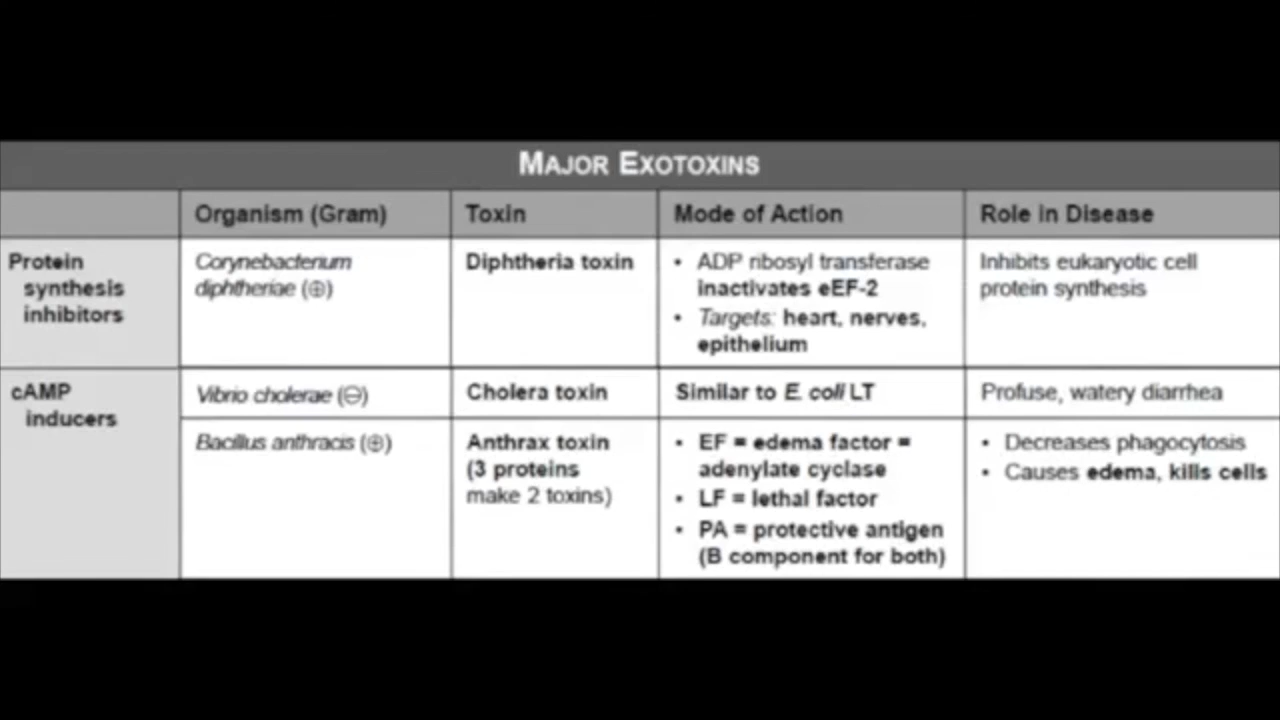 MAJOR EXOTOXINS
Organism (Gram) Toxin Mode of Action Role in Disease
Protein
synthesis
inhibitors
Corynebacterium
diphtheriae (⊕)
Diphtheria toxin
• ADP ribosyl transferase
inactivates eEF-2
• Targets: heart, nerves,
epithelium
Inhibits eukaryotic cell
protein synthesis
cAMP
inducers
Vibrio cholerae (⊖)
Cholera toxin
Similar to E. coli LT
Profuse, watery diarrhea
Bacillus anthracis (⊕)
Anthrax toxin
(3 proteins
make 2 toxins)
• EF = edema factor =
adenylate cyclase
• LF = lethal factor
• PA = protective antigen
(B component for both)
• Decreases phagocytosis
• Causes edema, kills cells